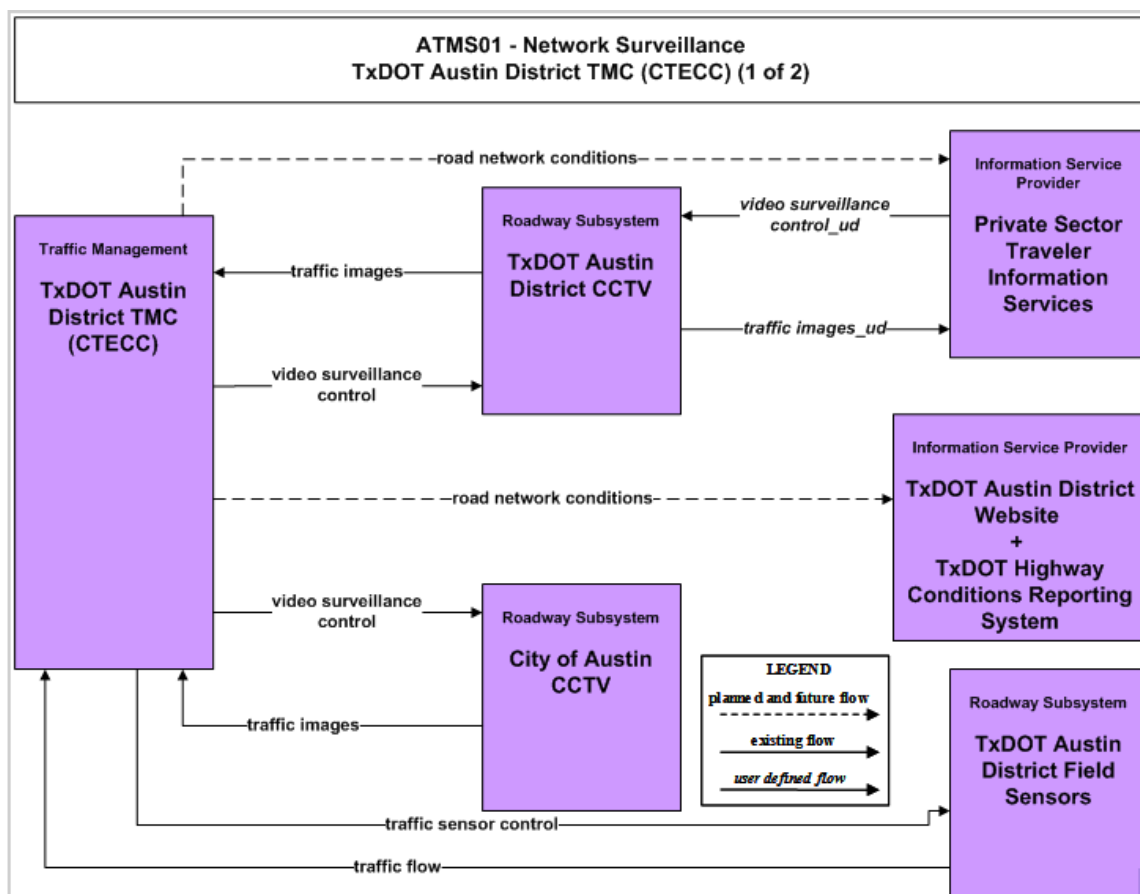 ATMS01 - Network Surveillance
TxDOT Austin District TMC (CTECC) (1 of 2)
road network conditions
Information Service
Provider
Private Sector
Traveler
Information
Services
Roadway Subsystem
TxDOT Austin
District CCTV
video surveillance
control_ud
traffic images_ud
Traffic Management
TxDOT Austin
District TMC
(CTECC)
traffic images
video surveillance
control
Information Service Provider
TxDOT Austin District
Website
+
TxDOT Highway
Conditions Reporting
System
road network conditions
video surveillance
control
Roadway Subsystem
City of Austin
CCTV
traffic images
LEGEND
planned and future flow
existing flow
user defined flow
Roadway Subsystem
TxDOT Austin
District Field
Sensors
traffic sensor control
traffic flow